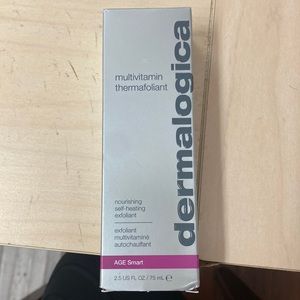 multivitamin
thermafoliant
dermalogica
nourishing
self-heating
exfoliant
exfoliant
multivitaminé
autochauffant
AGE Smart
2.5 US FL OZ / 75 mL ℮